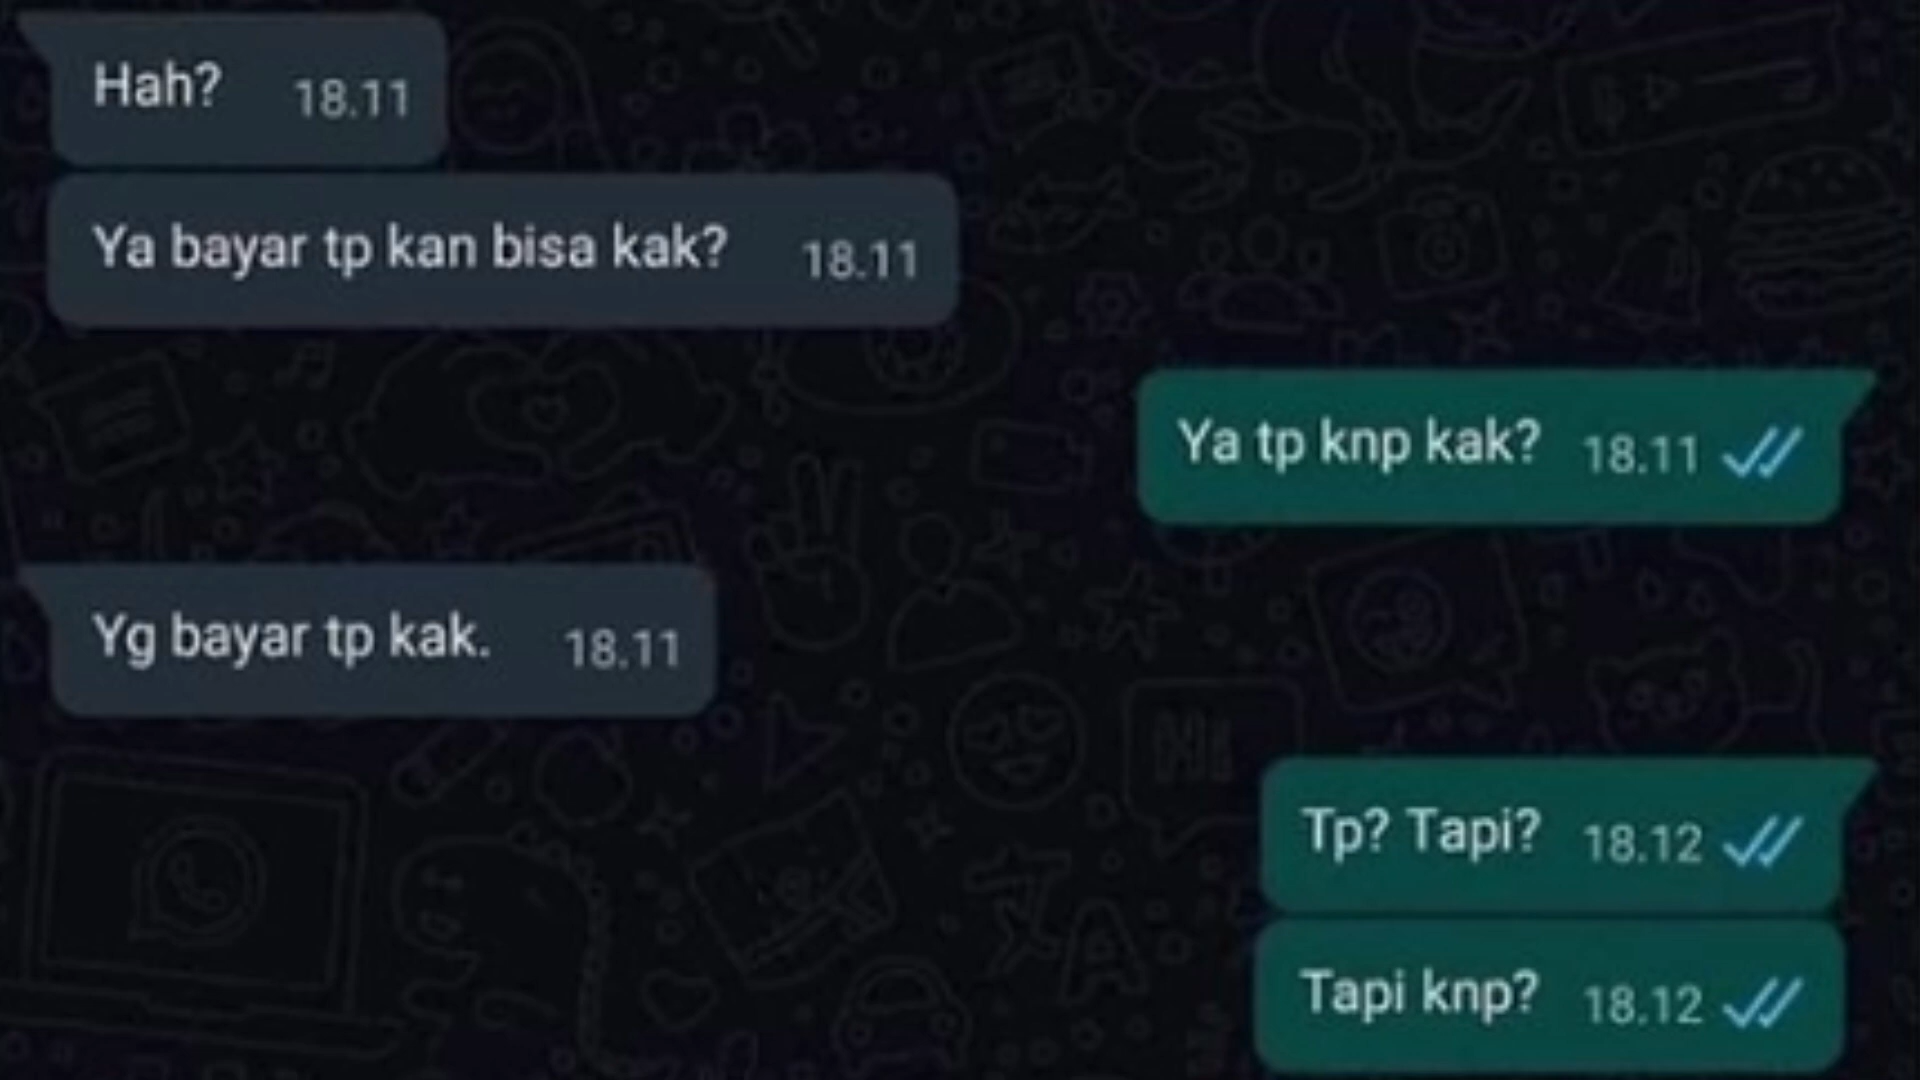 Hah? 18.11
Ya bayar tp kan bisa kak? 18.11
Ya tp knp kak? 18.11
Yg bayar tp kak. 18.11
Tp? Tapi? 18.12
Tapi knp? 18.12